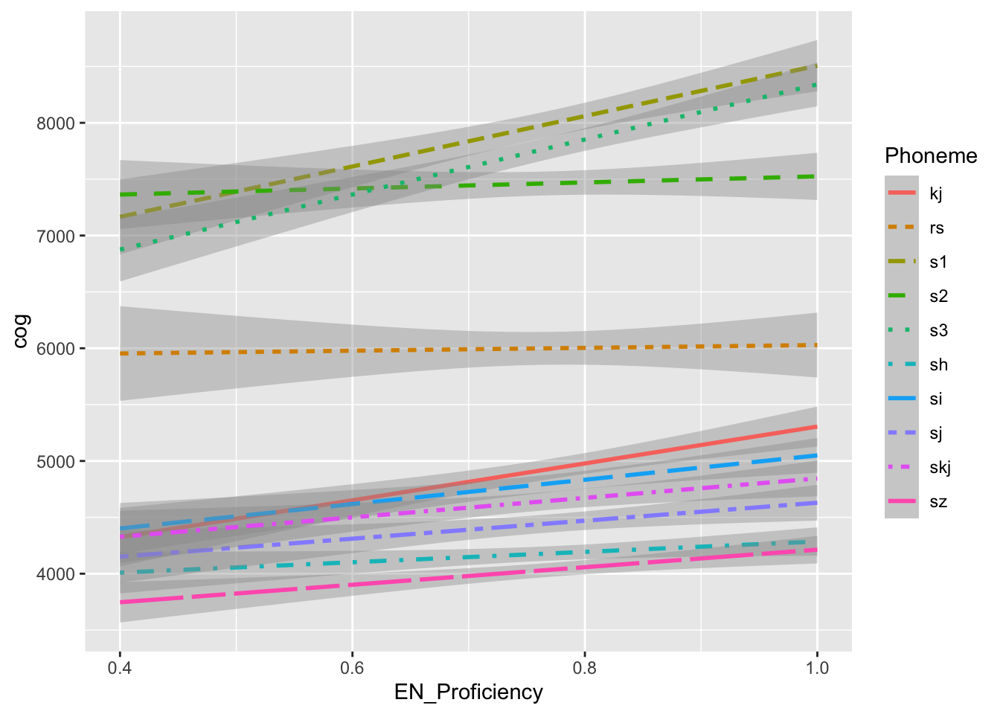 8000
7000
6000
5000
4000
cog
0.4 0.6 0.8 1.0
EN_Proficiency
Phoneme
kj
rs
s1
s2
s3
sh
si
sj
skj
sz